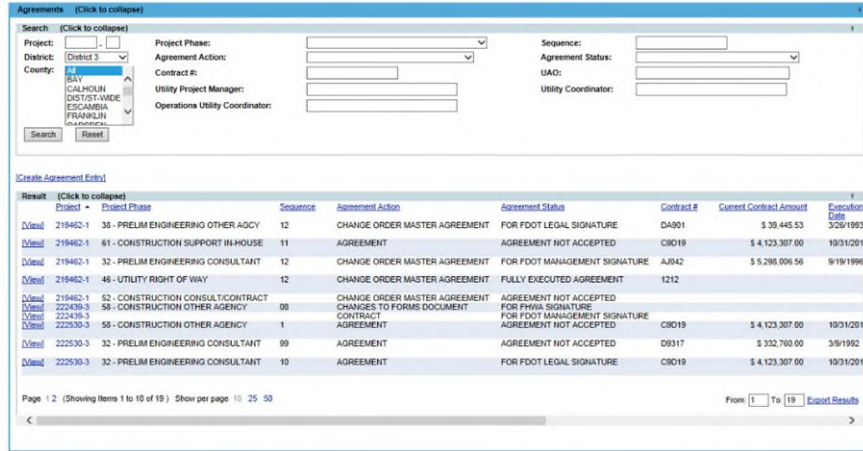 Agreements (Click to collapse)
Search (Click to collapse)
Project: - Project Phase: Sequence:
District: District 3 Agreement Action: Agreement Status:
County: All Contract #: UAO:
BAY
CALHOUN Utility Project Manager: Utility Coordinator:
DIST/ST-WIDE
ESCAMBIA Operations Utility Coordinator:
FRANKLIN
Search Reset
[Create Agreement Entry]
Result (Click to collapse)
Project Project Phase Sequence Agreement Action Agreement Status Contract # Current Contract Amount Execution Date
[View] 219462-1 38 - PRELIM ENGINEERING OTHER AGCY 12 CHANGE ORDER MASTER AGREEMENT FOR FDOT LEGAL SIGNATURE DA901 $ 39,445.53 3/26/1993
[View] 219462-1 61 - CONSTRUCTION SUPPORT IN-HOUSE 11 AGREEMENT AGREEMENT NOT ACCEPTED C9D19 $ 4,123,307.00 10/31/201
[View] 219462-1 32 - PRELIM ENGINEERING CONSULTANT 12 CHANGE ORDER MASTER AGREEMENT FOR FDOT MANAGEMENT SIGNATURE AJ942 $ 5,298,006.56 9/19/1996
[View] 219462-1 46 - UTILITY RIGHT OF WAY 12 CHANGE ORDER MASTER AGREEMENT FULLY EXECUTED AGREEMENT 1212
[View] 219462-1 52 - CONSTRUCTION CONSULT/CONTRACT CHANGE ORDER MASTER AGREEMENT AGREEMENT NOT ACCEPTED
[View] 222439-3 58 - CONSTRUCTION OTHER AGENCY 08 CHANGES TO FORMS DOCUMENT FOR FHWA SIGNATURE
[View] 222439-3 CONTRACT FOR FDOT MANAGEMENT SIGNATURE
[View] 222530-3 58 - CONSTRUCTION OTHER AGENCY 1 AGREEMENT AGREEMENT NOT ACCEPTED C9D19 $ 4,123,307.00 10/31/201
[View] 222530-3 32 - PRELIM ENGINEERING CONSULTANT 99 AGREEMENT AGREEMENT NOT ACCEPTED D9317 $ 332,760.00 3/9/1992
[View] 222530-3 32 - PRELIM ENGINEERING CONSULTANT 10 AGREEMENT FOR FDOT LEGAL SIGNATURE C9D19 $ 4,123,307.00 10/31/201
Page 1 2 (Showing Items 1 to 10 of 19 ) Show per page 10 25 50 From: 1 To: 19 Export Results